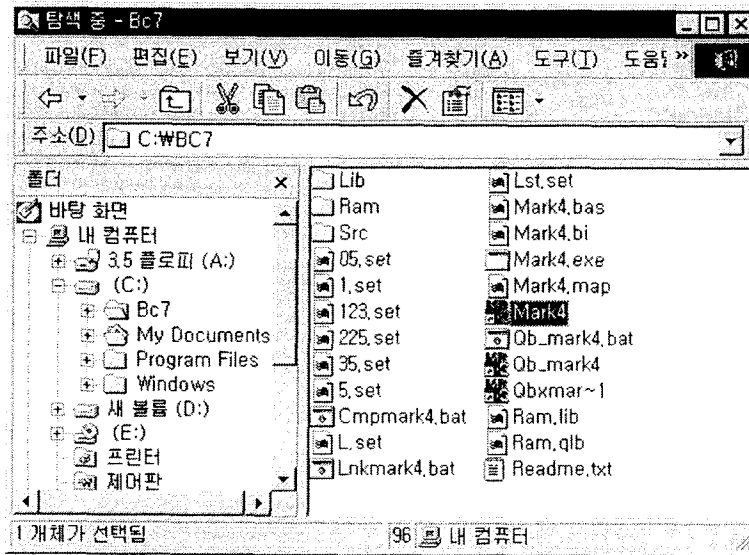 탐색 중 - Bc7
파일(F) 편집(E) 보기(V) 이동(G) 즐겨찾기(A) 도구(T) 도움 »
주소(D) C:₩BC7
폴더
바탕 화면
내 컴퓨터
3.5 플로피 (A:)
(C:)
Bc7
My Documents
Program Files
Windows
새 볼륨 (D:)
(E:)
프린터
제어판
Lib
Ram
Src
05.set
1.set
123.set
225.set
35.set
5.set
Cmpmark4.bat
L.set
Lnkmark4.bat
Lst.set
Mark4.bas
Mark4.bi
Mark4.exe
Mark4.map
Mark4
Qb_mark4.bat
Qb_mark4
Qbxmar~1
Ram.lib
Ram.qlb
Readme.txt
1 개체가 선택됨 96 내 컴퓨터